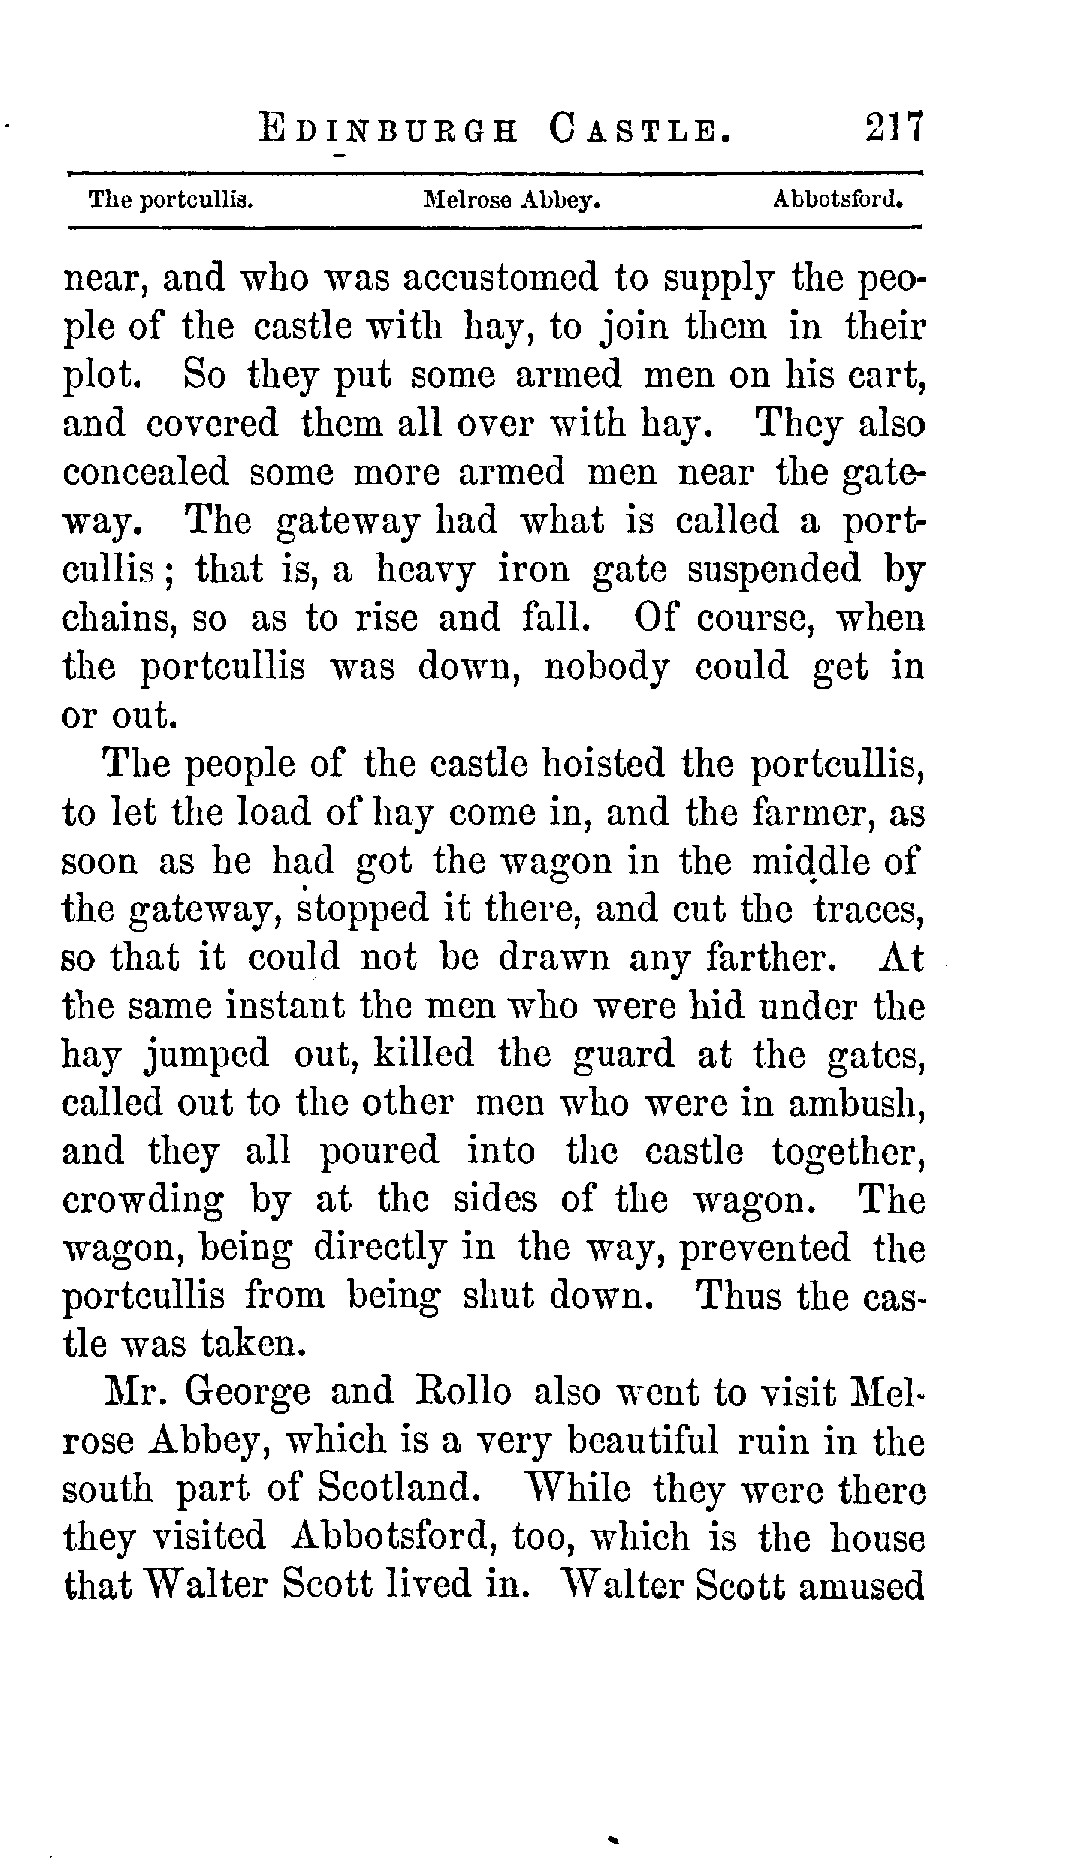 EDINBURGH CASTLE. 217
The portcullis. Melrose Abbey. Abbotsford.
near, and who was accustomed to supply the peo-
ple of the castle with hay, to join them in their
plot. So they put some armed men on his cart,
and covered them all over with hay. They also
concealed some more armed men near the gate-
way. The gateway had what is called a port-
cullis; that is, a heavy iron gate suspended by
chains, so as to rise and fall. Of course, when
the portcullis was down, nobody could get in
or out.
The people of the castle hoisted the portcullis,
to let the load of hay come in, and the farmer, as
soon as he had got the wagon in the middle of
the gateway, stopped it there, and cut the traces,
so that it could not be drawn any farther. At
the same instant the men who were hid under the
hay jumped out, killed the guard at the gates,
called out to the other men who were in ambush,
and they all poured into the castle together,
crowding by at the sides of the wagon. The
wagon, being directly in the way, prevented the
portcullis from being shut down. Thus the cas-
tle was taken.
Mr. George and Rollo also went to visit Mel-
rose Abbey, which is a very beautiful ruin in the
south part of Scotland. While they were there
they visited Abbotsford, too, which is the house
that Walter Scott lived in. Walter Scott amused